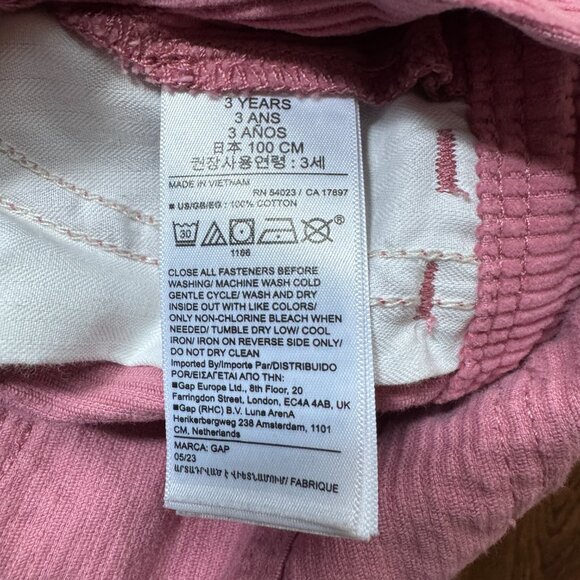 3 YEARS
3 ANS
3 AÑOS
日本 100 CM
권장사용연령 : 3세
MADE IN VIETNAM
RN 54023 / CA 17897
■ US/GB/EG: 100% COTTON
30
®
1186
CLOSE ALL FASTENERS BEFORE
WASHING/ MACHINE WASH COLD
GENTLE CYCLE/ WASH AND DRY
INSIDE OUT WITH LIKE COLORS/
ONLY NON-CHLORINE BLEACH WHEN
NEEDED/ TUMBLE DRY LOW/ COOL
IRON/ IRON ON REVERSE SIDE ONLY/
DO NOT DRY CLEAN
Imported By/Importe Par/DISTRIBUIDO
POR/ΕΙΣΑΓΕΤΑΙ ΑΠΟ ΤΗΝ:
■Gap Europe Ltd., 8th Floor, 20
Farringdon Street, London, EC4A 4AB, UK
■Gap (RHC) B.V. Luna ArenA
Herikerbergweg 238 Amsterdam, 1101
CM, Netherlands
MARCA: GAP
05/23
ԱՐՏԱԴՐՎԱԾ Է ՎԻԵՏՆԱՄՈՒՄ/ FABRIQUE